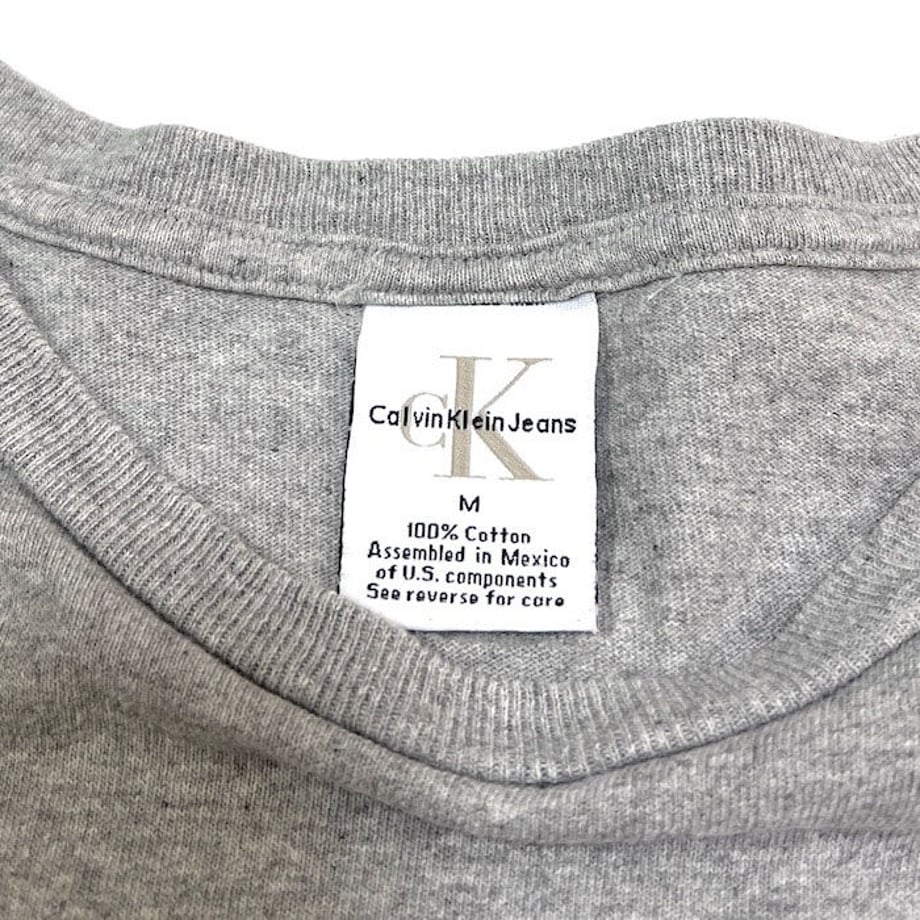 cK
Calvin Klein Jeans
M
100% Cotton
Assembled in Mexico
of U.S. components
See reverse for care